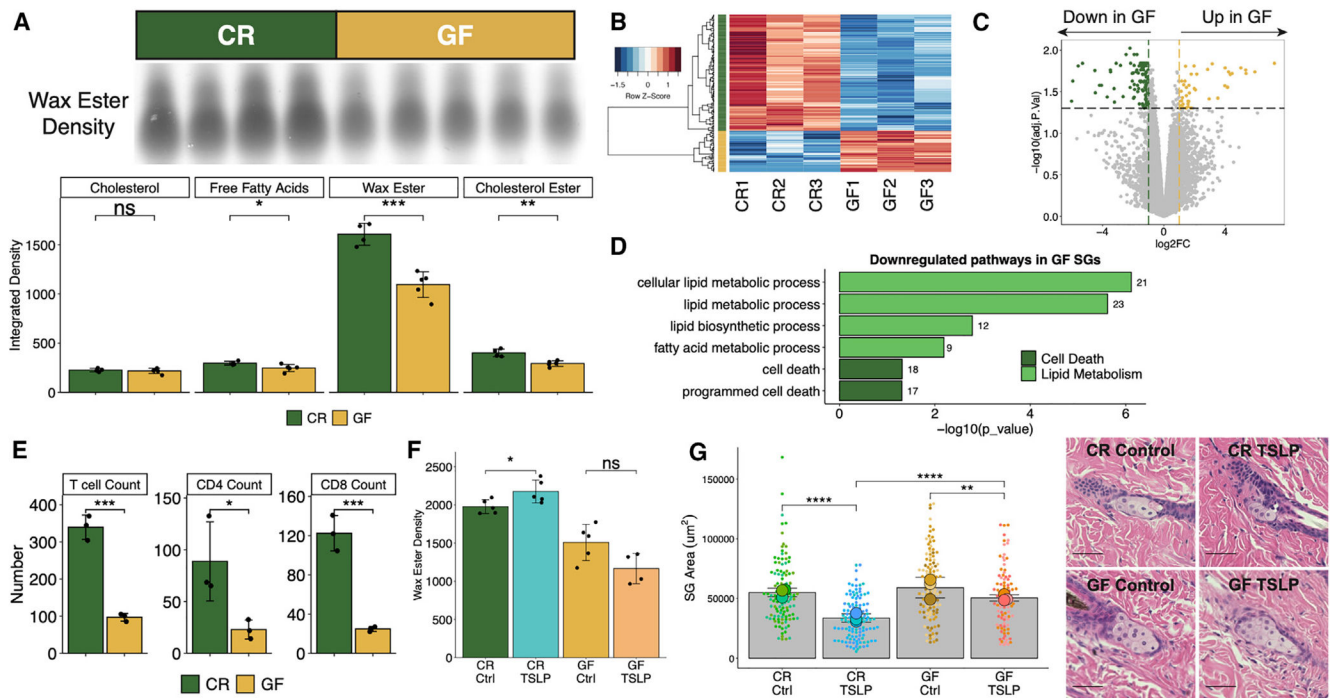 A
CR
GF
Wax Ester
Density
Cholesterol
Free Fatty Acids
Wax Ester
Cholesterol Ester
ns
*
***
**
Integrated Density
1500
1000
500
0
CR
GF
B
−1.5
0
1
Row Z−Score
CR1
CR2
CR3
GF1
GF2
GF3
C
Down in GF
Up in GF
−log10(adj.P.Val)
2.0
1.5
1.0
0.5
0.0
−4
0
4
log2FC
D
Downregulated pathways in GF SGs
cellular lipid metabolic process
21
lipid metabolic process
23
lipid biosynthetic process
12
fatty acid metabolic process
9
cell death
18
programmed cell death
17
Cell Death
Lipid Metabolism
0
2
4
6
−log10(p_value)
E
T cell Count
CD4 Count
CD8 Count
***
*
***
Number
400
300
200
100
0
150
100
50
0
160
120
80
40
0
CR
GF
F
*
ns
Wax Ester Density
2500
2000
1500
1000
500
0
CR
Ctrl
CR
TSLP
GF
Ctrl
GF
TSLP
G
****
****
**
SG Area (um²)
150000
100000
50000
0
CR
Ctrl
CR
TSLP
GF
Ctrl
GF
TSLP
CR Control
CR TSLP
GF Control
GF TSLP